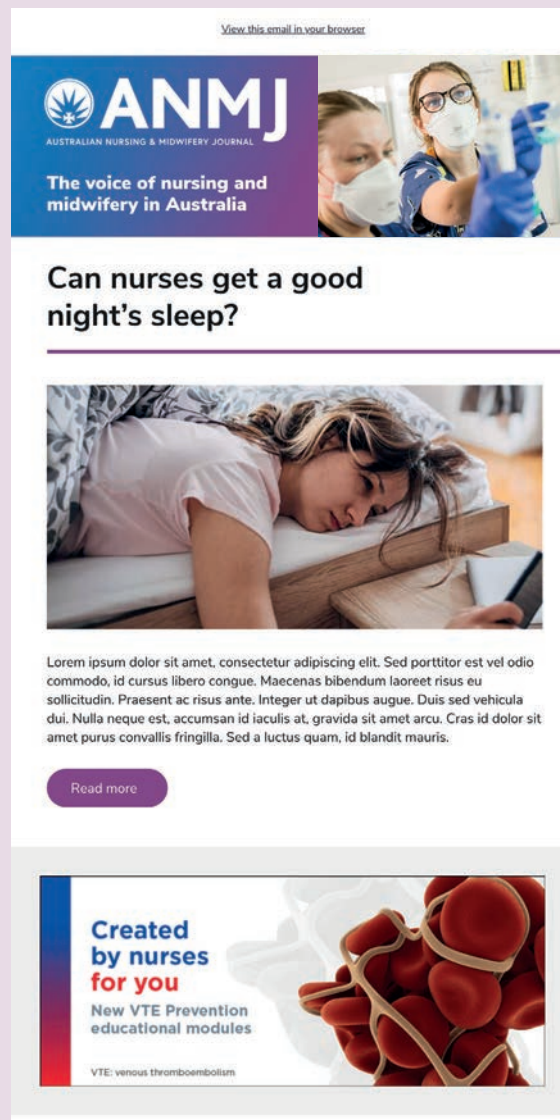 View this email in your browser
ANMJ
AUSTRALIAN NURSING & MIDWIFERY JOURNAL
The voice of nursing and
midwifery in Australia
Can nurses get a good
night's sleep?
Lorem ipsum dolor sit amet, consectetur adipiscing elit. Sed porttitor est vel odio
commodo, id cursus libero congue. Maecenas bibendum laoreet risus eu
sollicitudin. Praesent ac risus ante. Integer ut dapibus augue. Duis sed vehicula
dui. Nulla neque est, accumsan id iaculis at, gravida sit amet arcu. Cras id dolor sit
amet purus convallis fringilla. Sed a luctus quam, id blandit mauris.
Read more
Created
by nurses
for you
New VTE Prevention
educational modules
VTE: venous thromboembolism